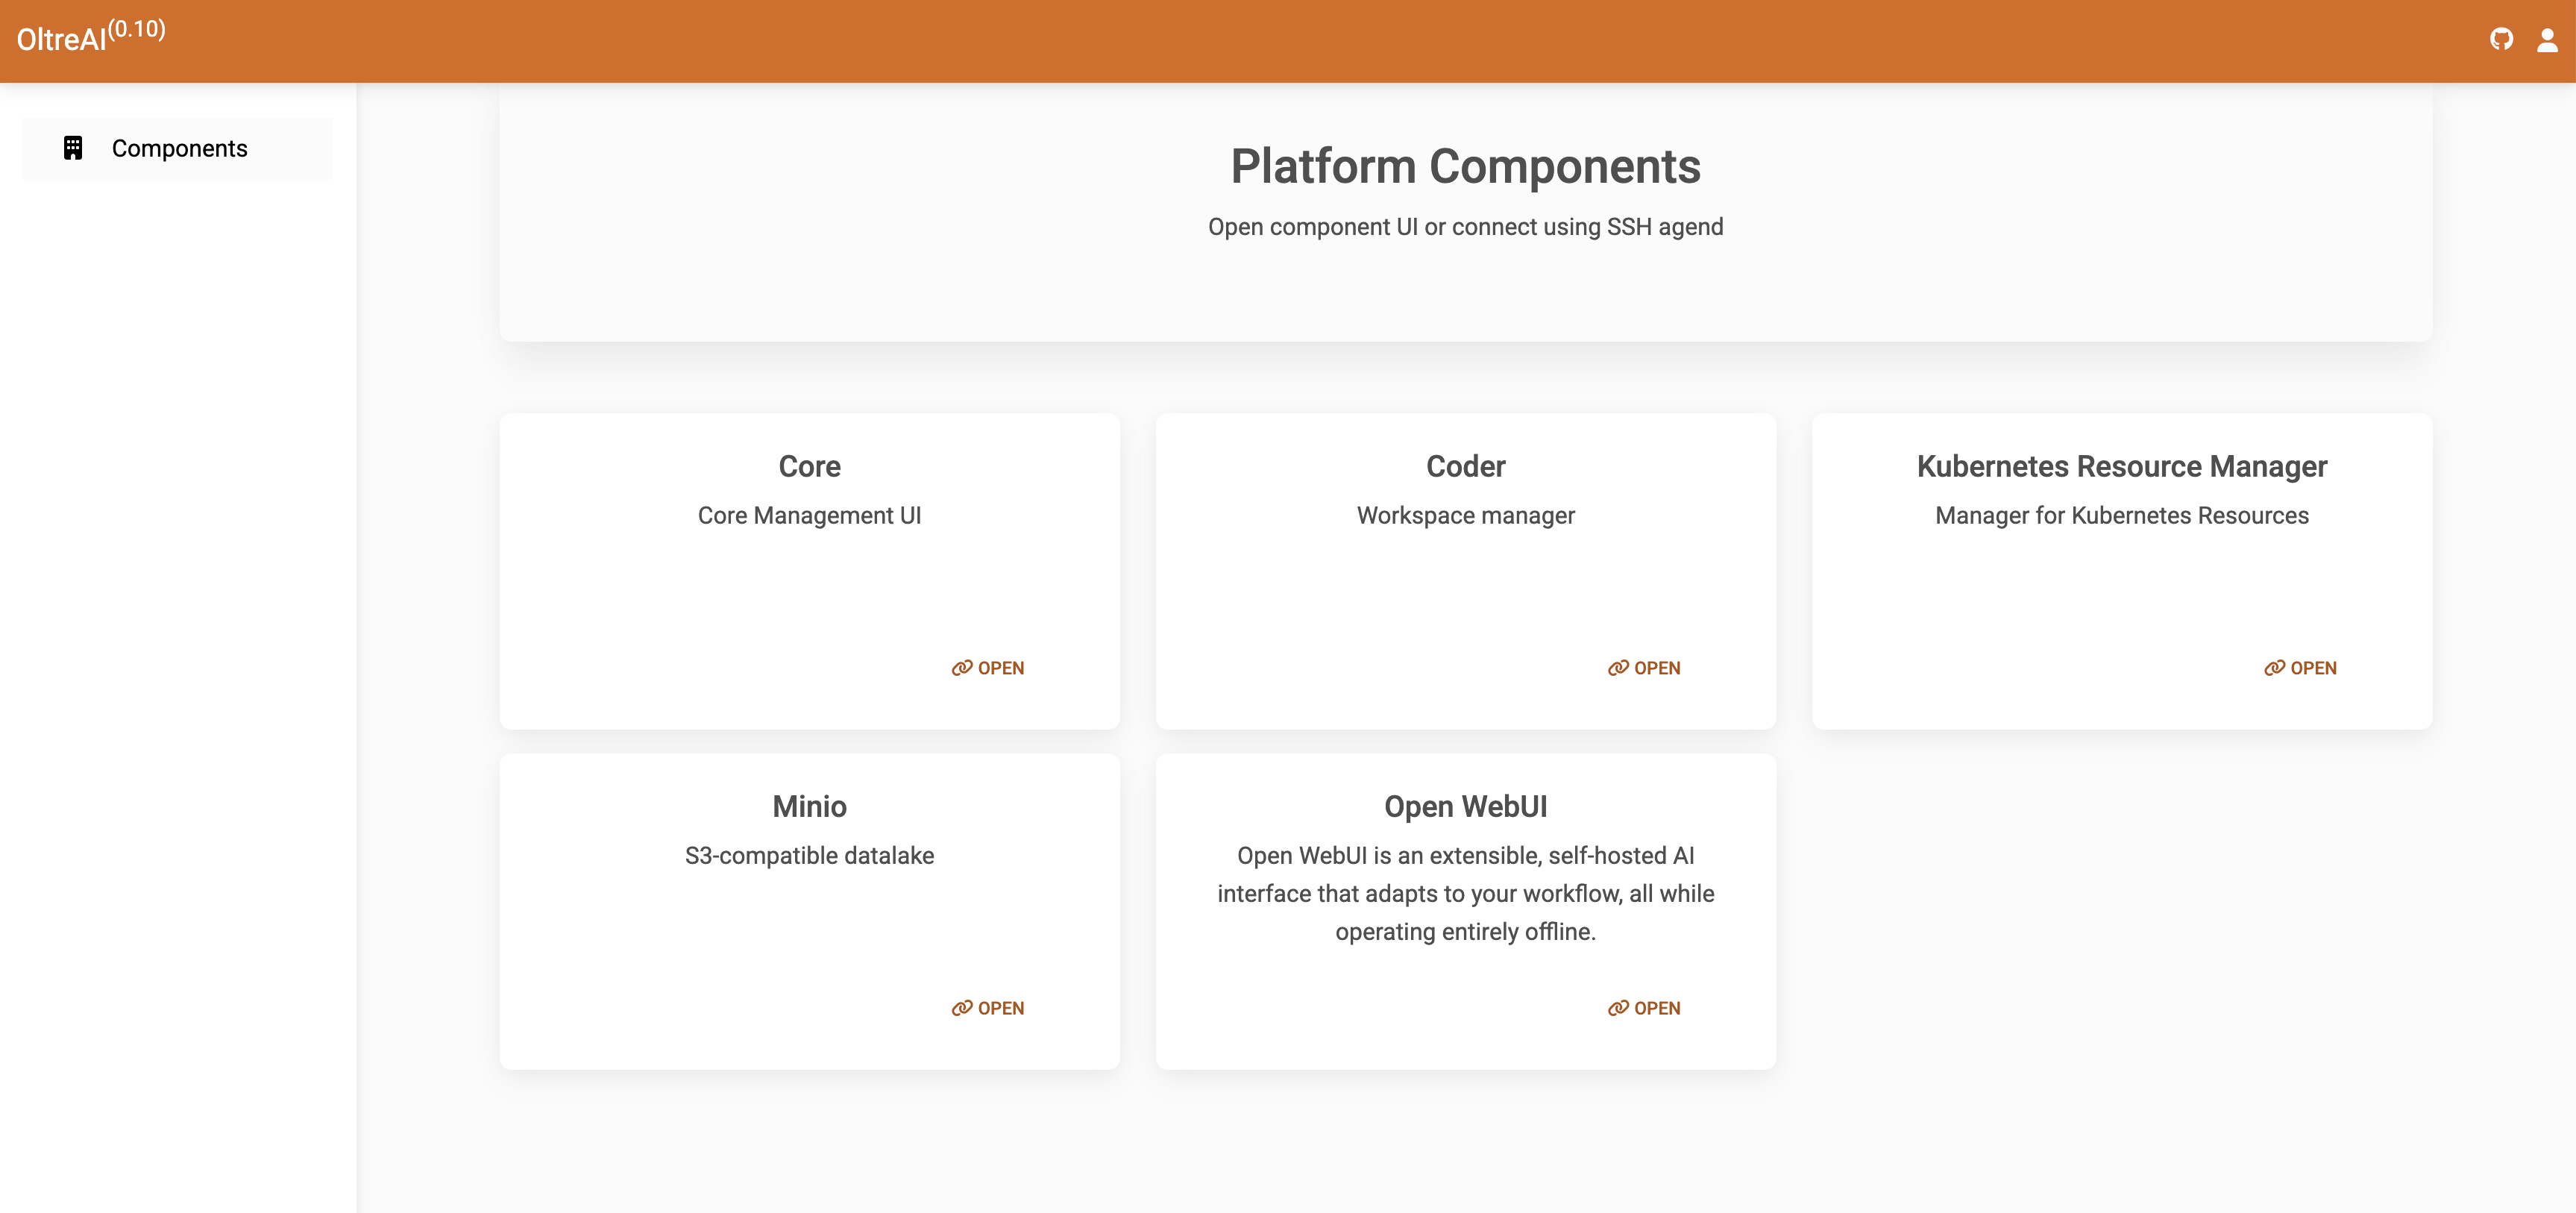 OltreAI(0.10)
Components
Platform Components
Open component UI or connect using SSH agend
Core
Core Management UI
OPEN
Coder
Workspace manager
OPEN
Kubernetes Resource Manager
Manager for Kubernetes Resources
OPEN
Minio
S3-compatible datalake
OPEN
Open WebUI
Open WebUI is an extensible, self-hosted AI
interface that adapts to your workflow, all while
operating entirely offline.
OPEN